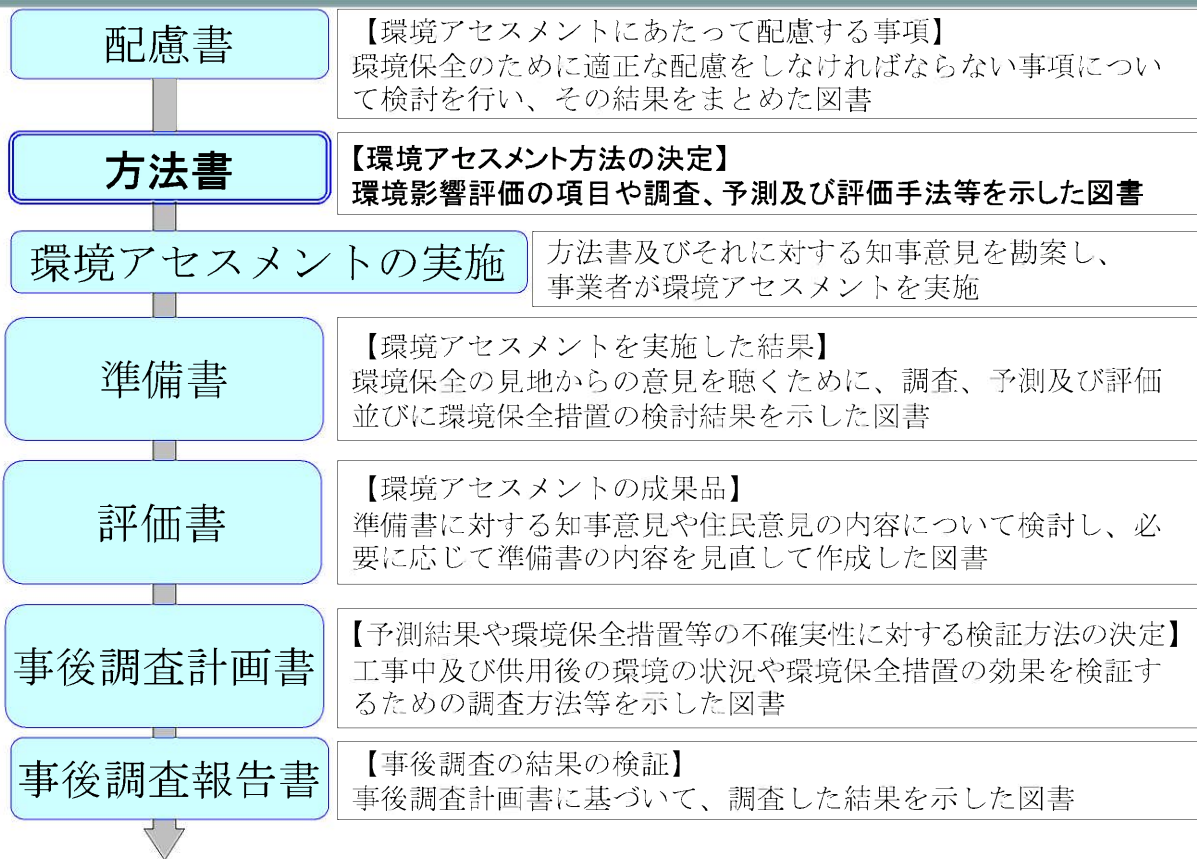 配慮書
【環境アセスメントにあたって配慮する事項】
環境保全のために適正な配慮をしなければならない事項につい
て検討を行い、その結果をまとめた図書
方法書
【環境アセスメント方法の決定】
環境影響評価の項目や調査、予測及び評価手法等を示した図書
環境アセスメントの実施
方法書及びそれに対する知事意見を勘案し、
事業者が環境アセスメントを実施
準備書
【環境アセスメントを実施した結果】
環境保全の見地からの意見を聴くために、調査、予測及び評価
並びに環境保全措置の検討結果を示した図書
評価書
【環境アセスメントの成果品】
準備書に対する知事意見や住民意見の内容について検討し、必
要に応じて準備書の内容を見直して作成した図書
事後調査計画書
【予測結果や環境保全措置等の不確実性に対する検証方法の決定】
工事中及び供用後の環境の状況や環境保全措置の効果を検証す
るための調査方法等を示した図書
事後調査報告書
【事後調査の結果の検証】
事後調査計画書に基づいて、調査した結果を示した図書